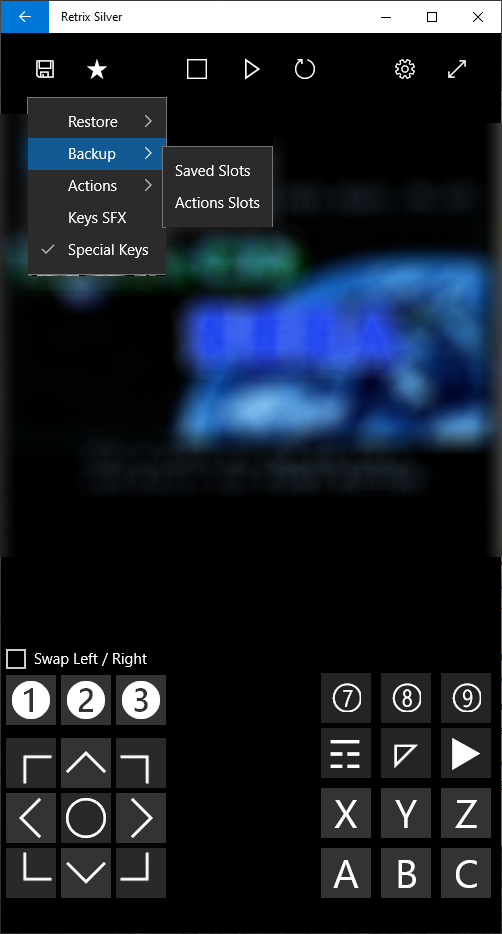 Retrix Silver
Restore
Backup
Saved Slots
Actions
Actions Slots
Keys SFX
Special Keys
Swap Left / Right
1 2 3
7 8 9
X Y Z
A B C